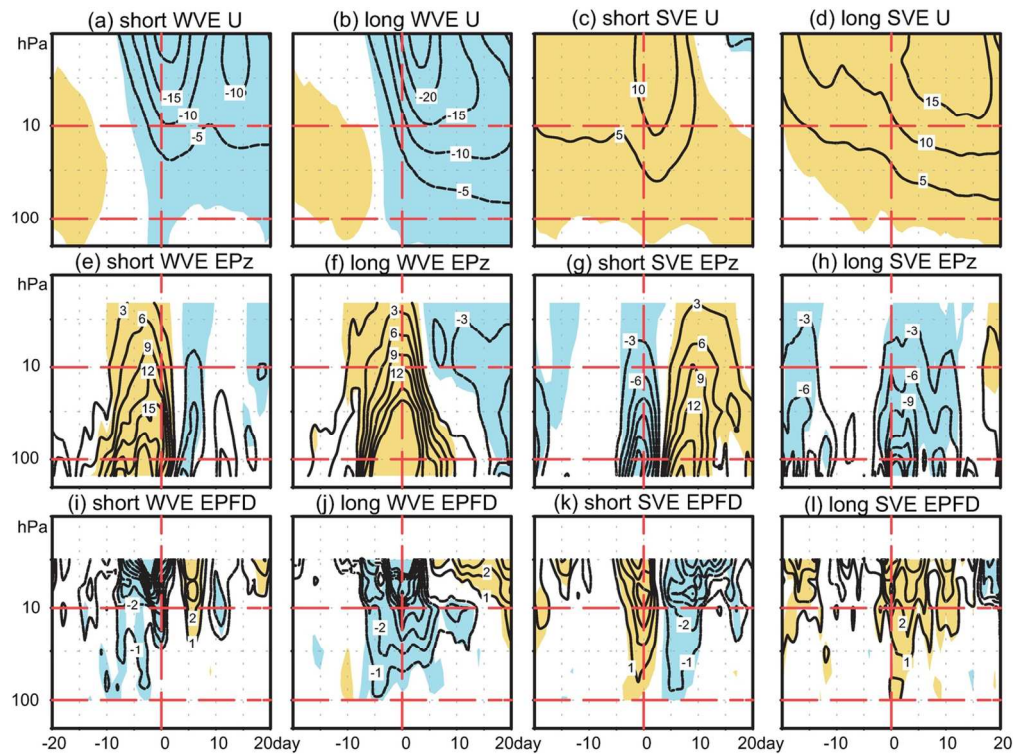 (a) short WVE U (b) long WVE U (c) short SVE U (d) long SVE U
hPa
-15 -10 -10 -5
-20 -15 -10 -5
10 5
15 10 5
10
100
(e) short WVE EPz (f) long WVE EPz (g) short SVE EPz (h) long SVE EPz
hPa
3 6 9 12 15
3 6 9 12 -3
-3 -6 3 6 9 12
-3 -6 -3 -6 -9
10
100
(i) short WVE EPFD (j) long WVE EPFD (k) short SVE EPFD (l) long SVE EPFD
hPa
-2 -1 2 1
-2 -1 2 1
1 -2 -1
2 1
10
100
-20 -10 0 10 20day -10 0 10 20day -10 0 10 20day -10 0 10 20day